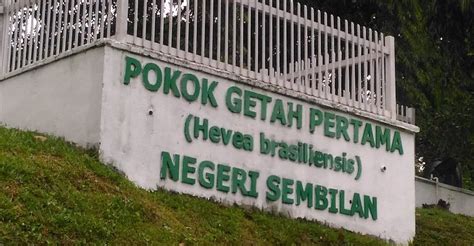 POKOK GETAH PERTAMA
(Hevea brasiliensis)
NEGERI SEMBILAN